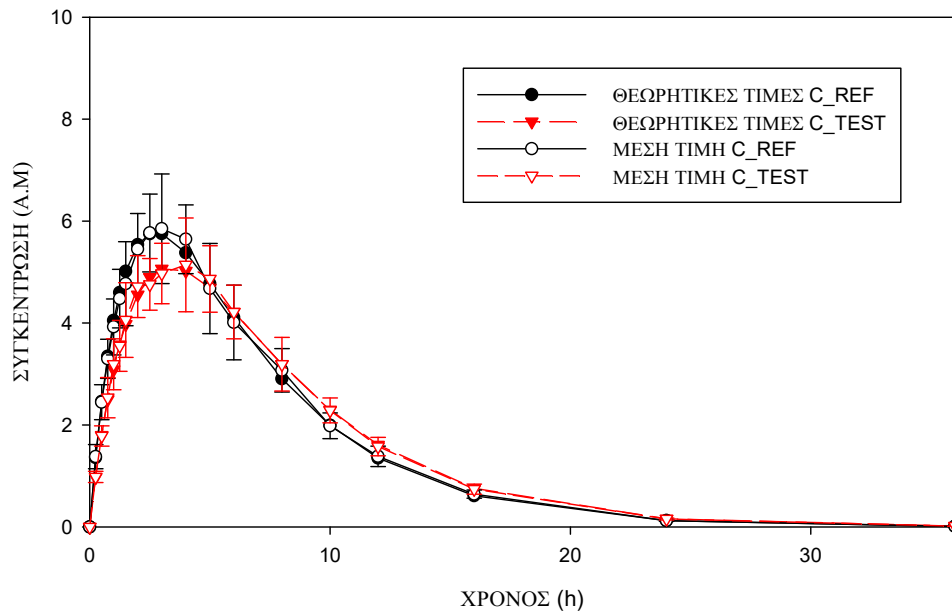 10
8
6
4
2
0
ΣΥΓΚΕΝΤΡΩΣΗ (Α.Μ)
ΘΕΩΡΗΤΙΚΕΣ ΤΙΜΕΣ C_REF
ΘΕΩΡΗΤΙΚΕΣ ΤΙΜΕΣ C_TEST
ΜΕΣΗ ΤΙΜΗ C_REF
ΜΕΣΗ ΤΙΜΗ C_TEST
0 10 20 30
ΧΡΟΝΟΣ (h)